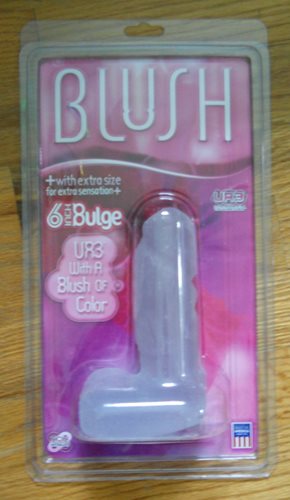 BLUSH
+with extra size
for extra sensation+
UR3
6 INCH Bulge
UR3
With A
Blush Of
Color